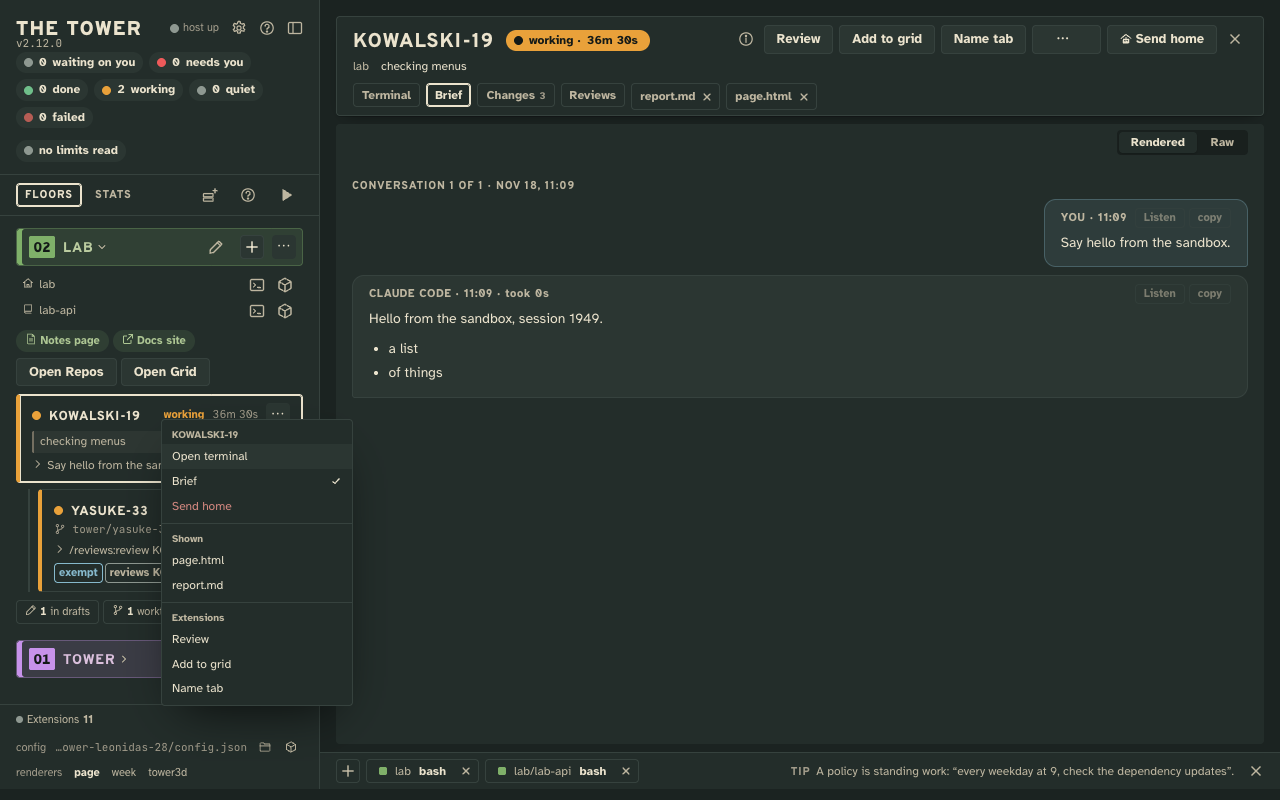 THE TOWER
v2.12.0
host up
0 waiting on you
0 needs you
0 done
2 working
0 quiet
0 failed
no limits read
FLOORS
STATS
02 LAB
lab
lab-api
Notes page
Docs site
Open Repos
Open Grid
KOWALSKI-19
working 36m 30s
checking menus
Say hello from the
YASUKE-33
/reviews:review
exempt
reviews
1 in drafts
1
01 TOWER
Extensions 11
config …ower-leonidas-28/config.json
renderers page week tower3d
KOWALSKI-19
Open terminal
Brief
Send home
Shown
page.html
report.md
Extensions
Review
Add to grid
Name tab
KOWALSKI-19
working · 36m 30s
Review
Add to grid
Name tab
Send home
lab checking menus
Terminal
Brief
Changes 3
Reviews
report.md
page.html
Rendered
Raw
CONVERSATION 1 OF 1 · NOV 18, 11:09
YOU · 11:09
Listen
copy
Say hello from the sandbox.
CLAUDE CODE · 11:09 · took 0s
Listen
copy
Hello from the sandbox, session 1949.
• a list
• of things
lab bash
lab/lab-api bash
TIP A policy is standing work: “every weekday at 9, check the dependency updates”.